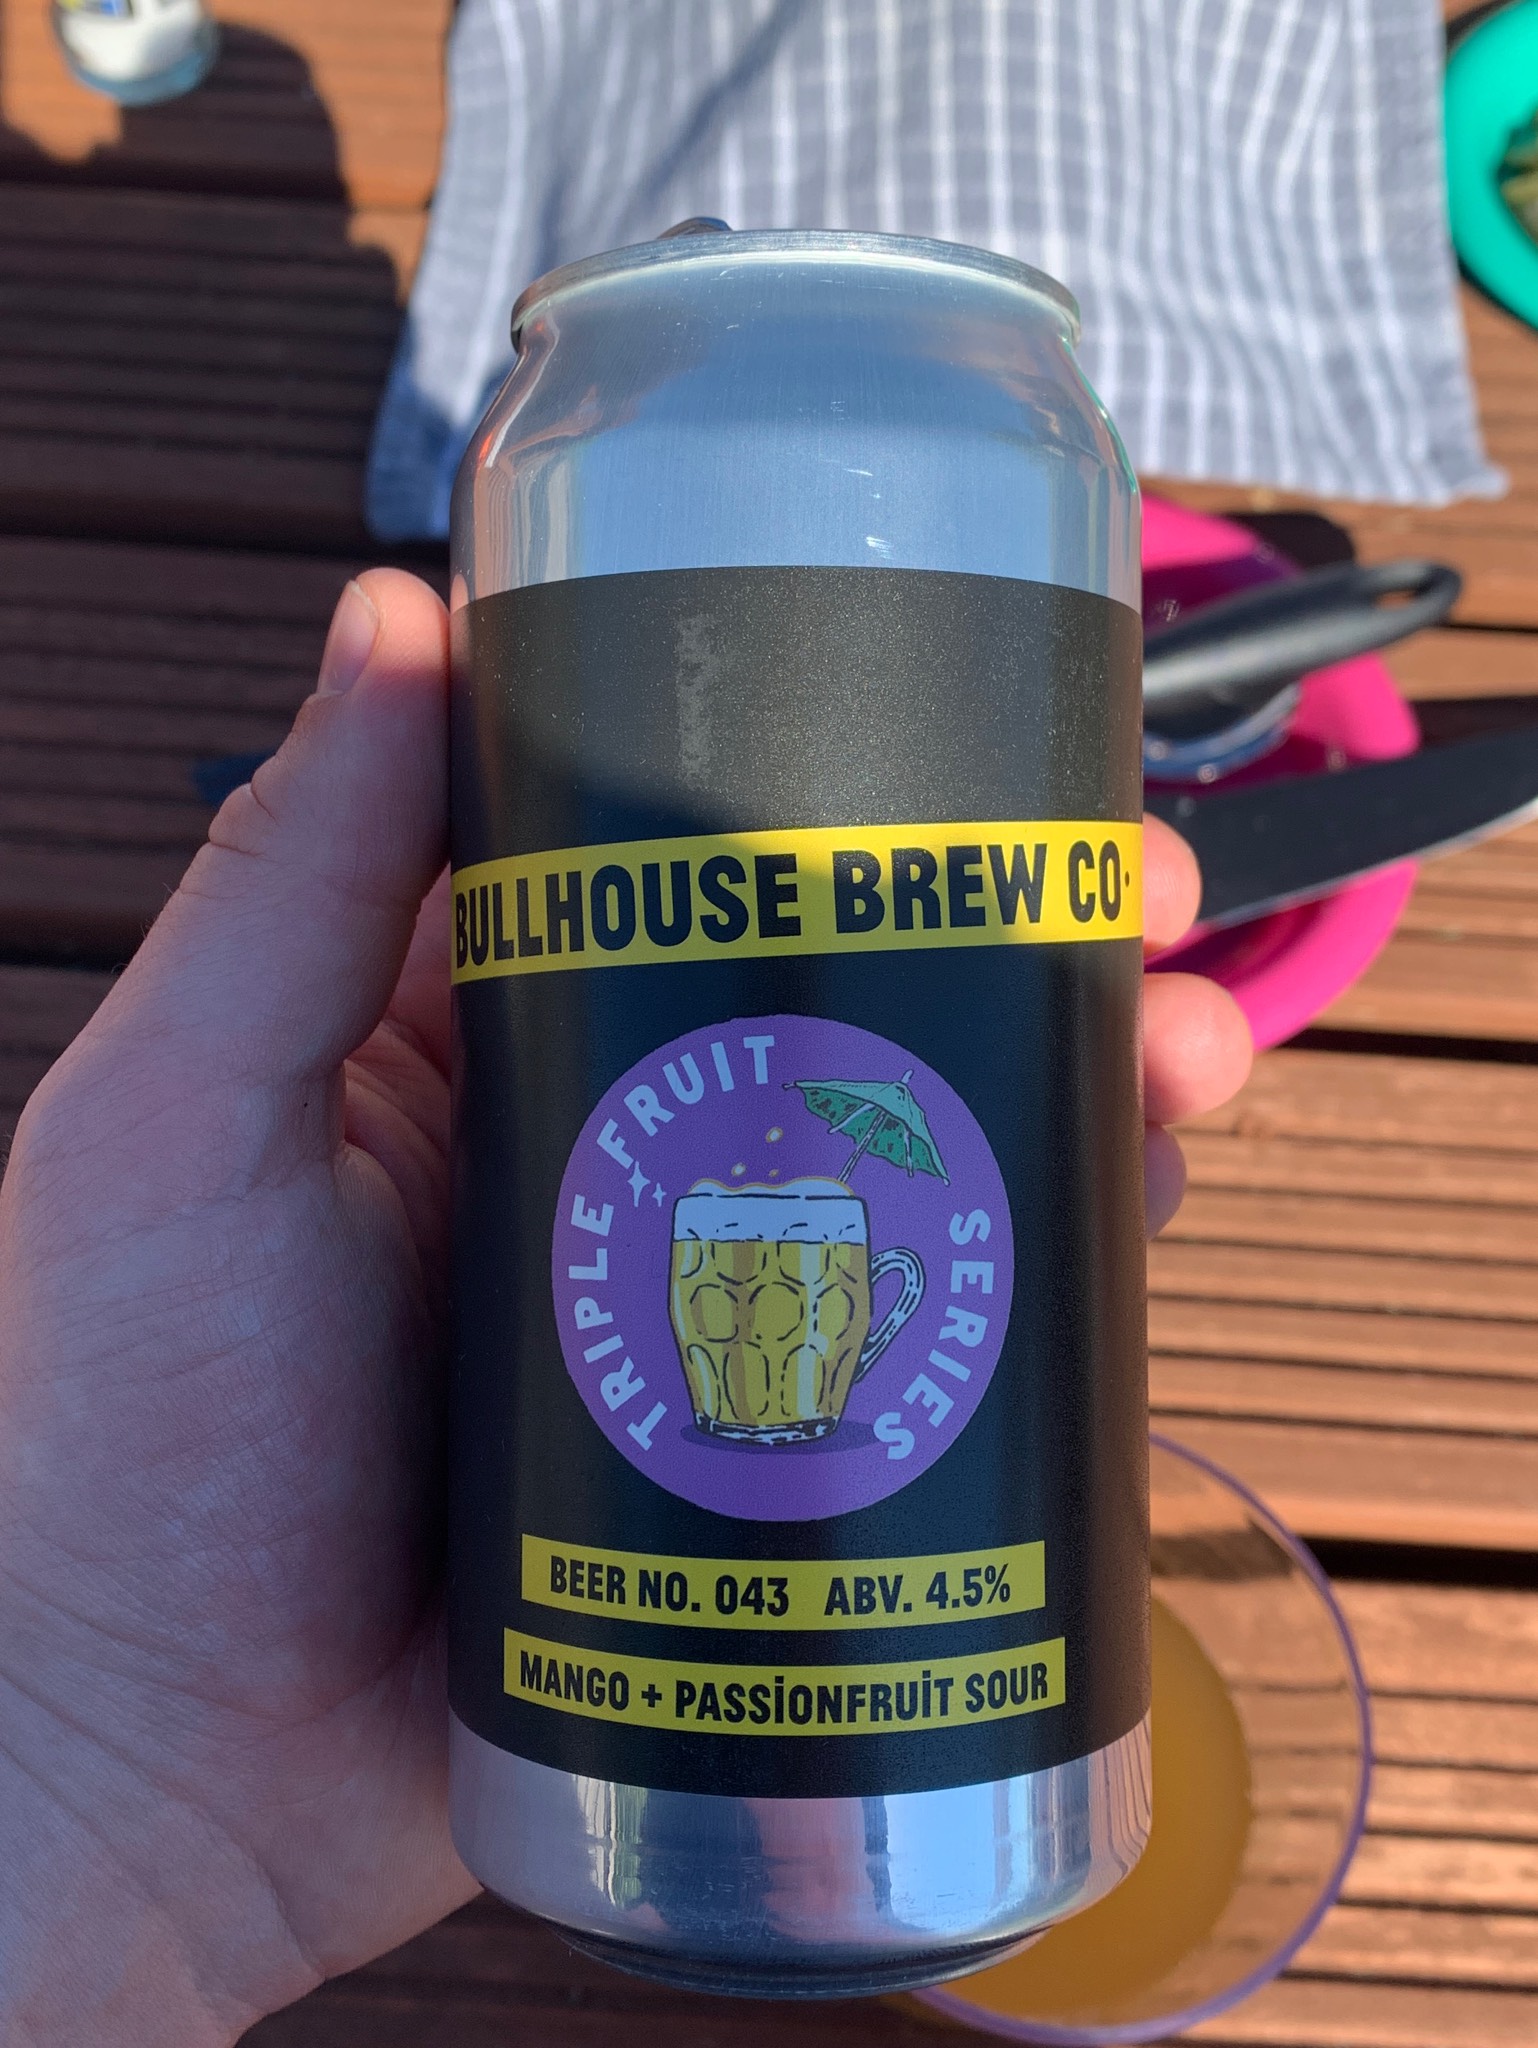 BULLHOUSE BREW CO.
TRIPLE FRUIT SERIES
BEER NO. 043 ABV. 4.5%
MANGO + PASSiONFRUiT SOUR